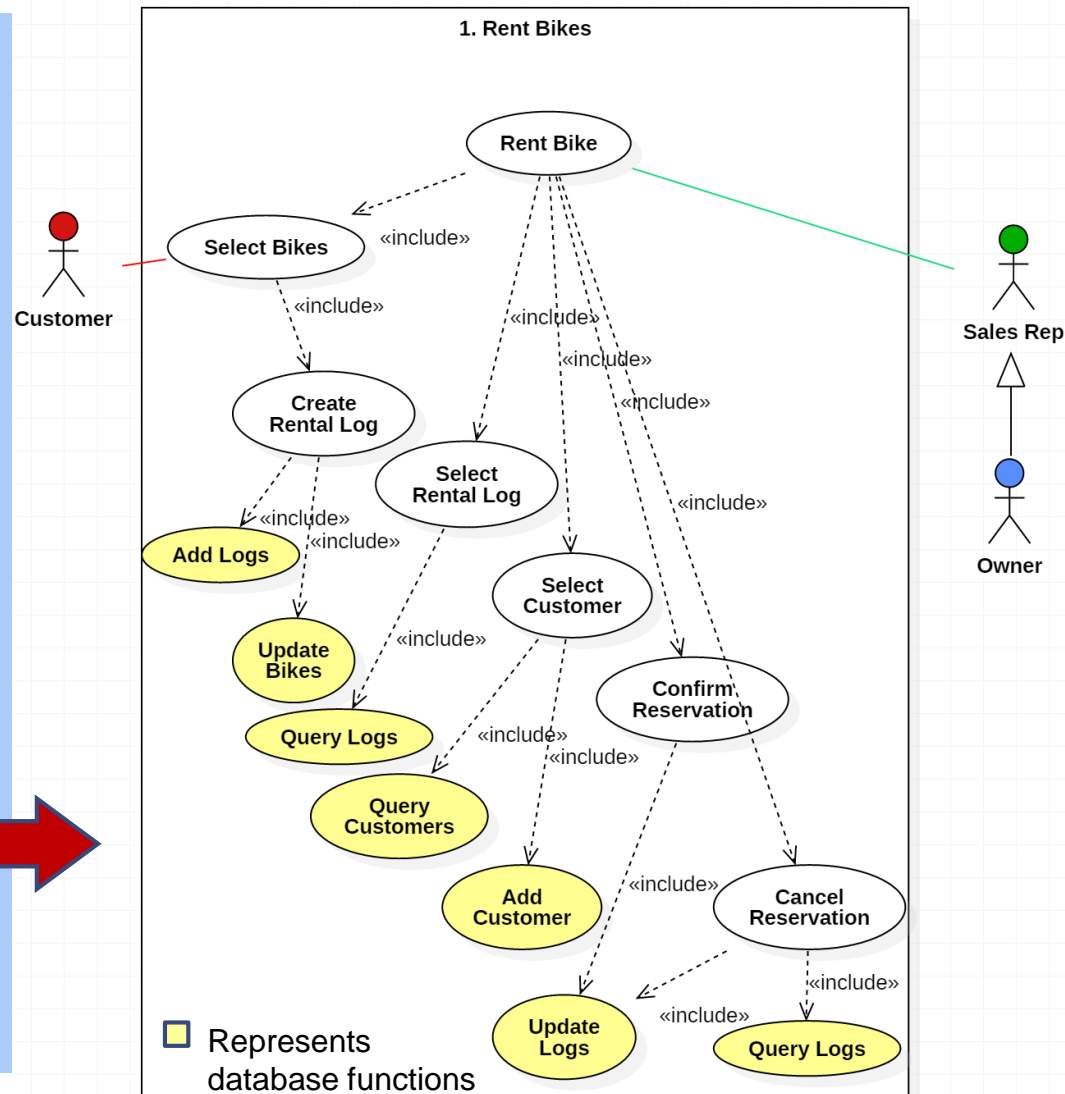 1. Rent Bikes
Rent Bike
Select Bikes
«include»
Customer
Sales Rep
«include»
«include»
«include»
Create
Rental Log
«include»
Select
Rental Log
«include»
Owner
«include»
«include»
Add Logs
Select
Customer
«include»
Update
Bikes
Confirm
Reservation
Query Logs
«include»
«include»
Query
Customers
«include»
Add
Customer
Cancel
Reservation
«include»
«include»
Update
Logs
Query Logs
Represents
database functions